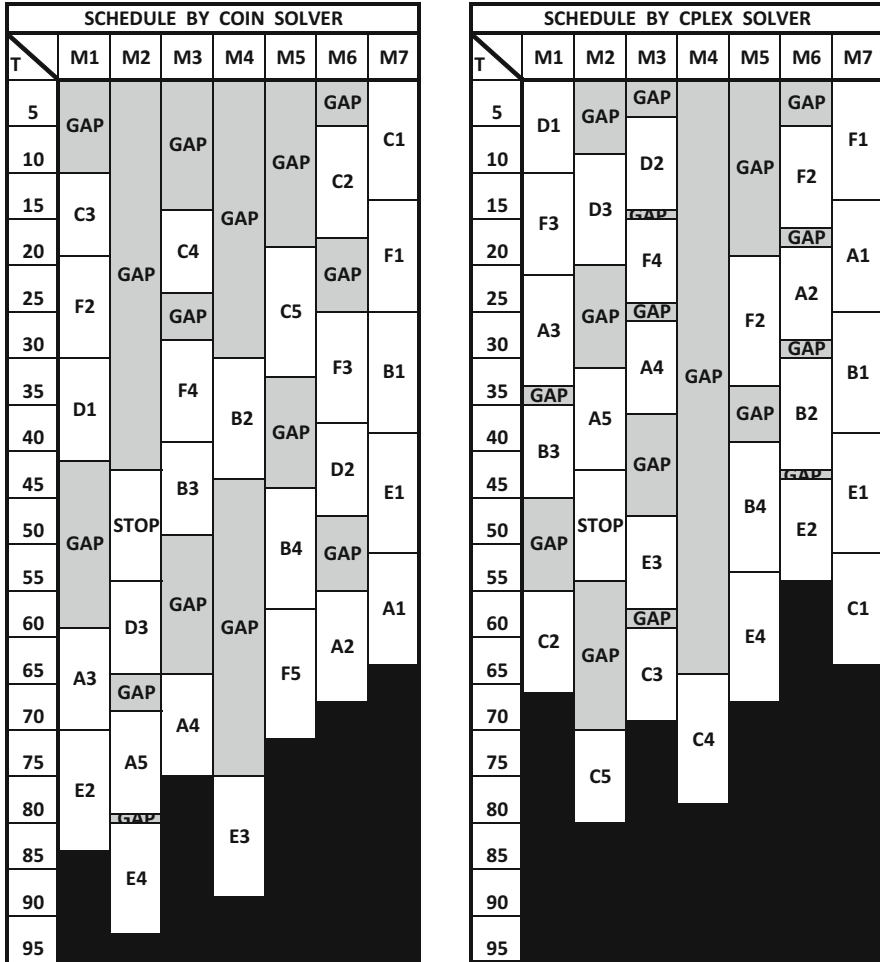 SCHEDULE BY COIN SOLVER
T M1 M2 M3 M4 M5 M6 M7
5 GAP
GAP GAP C1
10 GAP C2
15 C3 GAP
20 C4 F1
GAP GAP
25 F2 C5
30 GAP
35 D1 F4 F3 B1
40 B2 GAP
45 B3 D2 E1
50 GAP STOP B4 GAP
55
60 D3 GAP GAP A1
65 A3 F5 A2
70 GAP A4
75 A5
80 E2 GAP
85 E3
90 E4
95
SCHEDULE BY CPLEX SOLVER
T M1 M2 M3 M4 M5 M6 M7
5 D1 GAP GAP GAP F1
10 D2 GAP F2
15 F3 D3 GAP
20 F4 GAP A1
25 GAP GAP F2 A2
30 A3 A4 GAP
35 GAP GAP B1
40 B3 A5 GAP B2
45 GAP B4 GAP E1
50 GAP STOP E3 E2
55
60 C2 GAP GAP E4 C1
65 C3
70
75 C5 C4
80
85
90
95